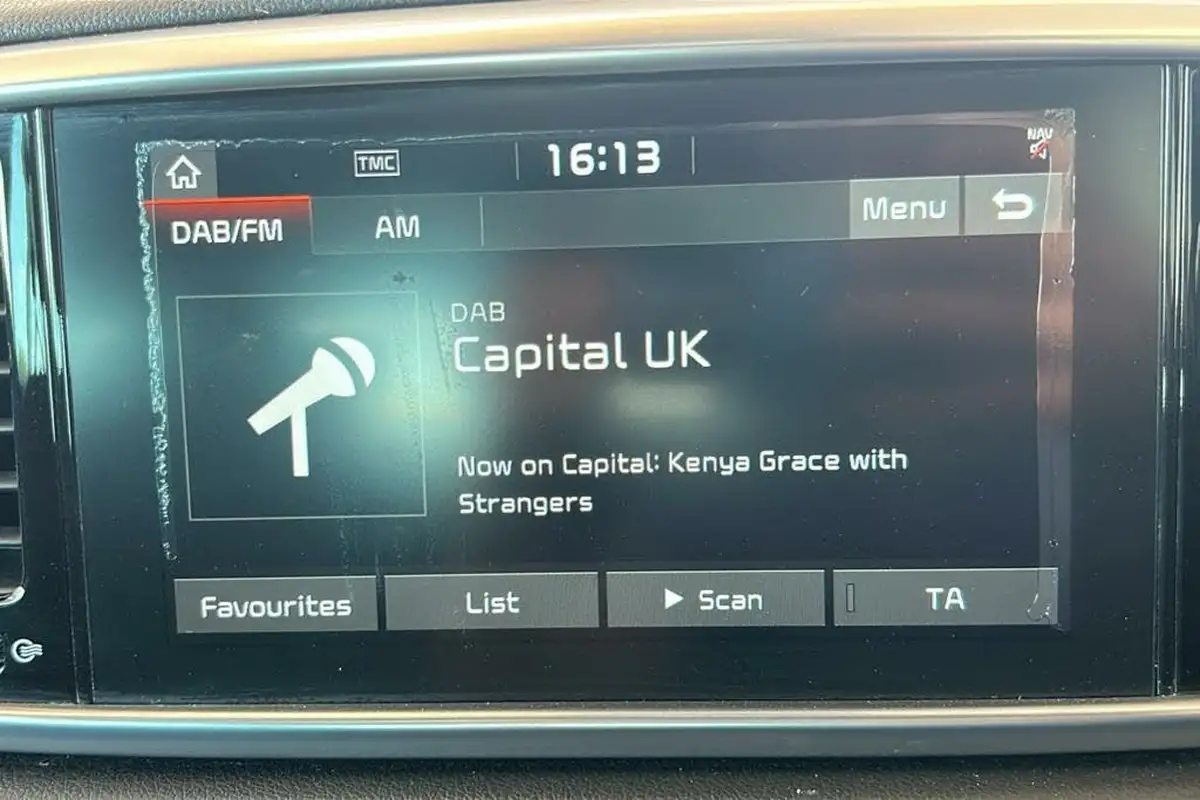 TMC
16:13
NAV
DAB/FM
AM
Menu
DAB
Capital UK
Now on Capital: Kenya Grace with
Strangers
Favourites
List
Scan
TA